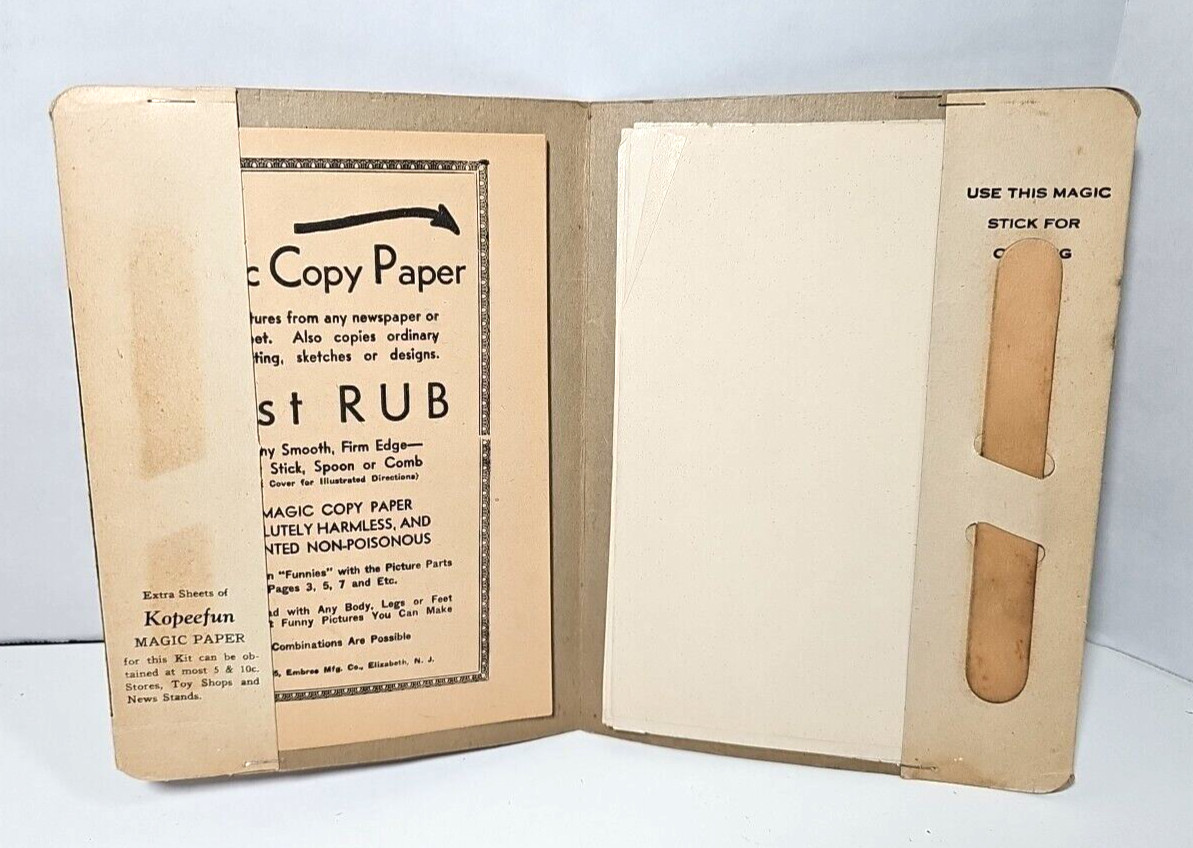 Copy Paper
from any newspaper or
Also copies ordinary
sketches or designs.
RUB
Smooth, Firm Edge—
Stick, Spoon or Comb
Cover for Illustrated Directions)
MAGIC COPY PAPER
HARMLESS, AND
NON-POISONOUS
"Funnies" with the Picture Parts
Pages 3, 5, 7 and Etc.
with Any Body, Legs or Feet
Funny Pictures You Can Make
Combinations Are Possible
Embree Mfg. Co., Elizabeth, N. J.
Extra Sheets of
Kopeefun
MAGIC PAPER
for this Kit can be ob-
tained at most 5 & 10c.
Stores, Toy Shops and
News Stands.
USE THIS MAGIC
STICK FOR